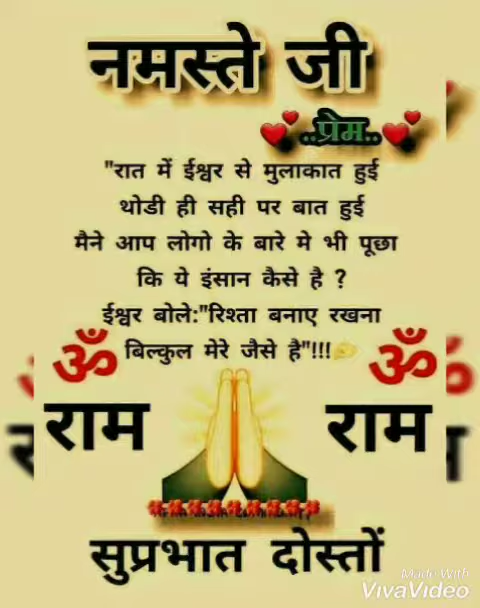 नमस्ते जी
..प्रेम..
"रात में ईश्वर से मुलाकात हुई
थोडी ही सही पर बात हुई
मैने आप लोगो के बारे मे भी पूछा
कि ये इंसान कैसे है ?
ईश्वर बोले:"रिश्ता बनाए रखना
ॐ बिल्कुल मेरे जैसे है"!!! ॐ
राम राम
सुप्रभात दोस्तों
Made With
VivaVideo